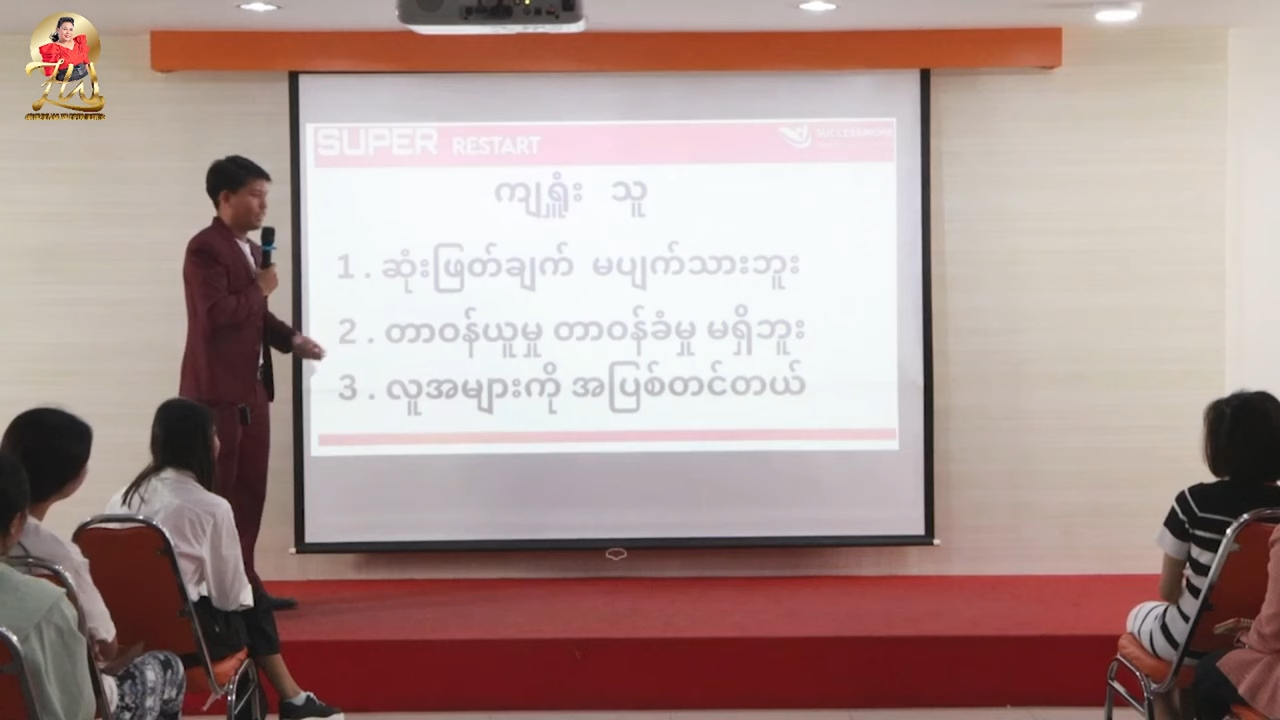 SUPER RESTART
SUCCESSMORE
ကျရှုံး သူ
1 . ဆုံးဖြတ်ချက် မပျက်သားဘူး
2 . တာဝန်ယူမှု တာဝန်ခံမှု မရှိဘူး
3 . လူအများကို အပြစ်တင်တယ်